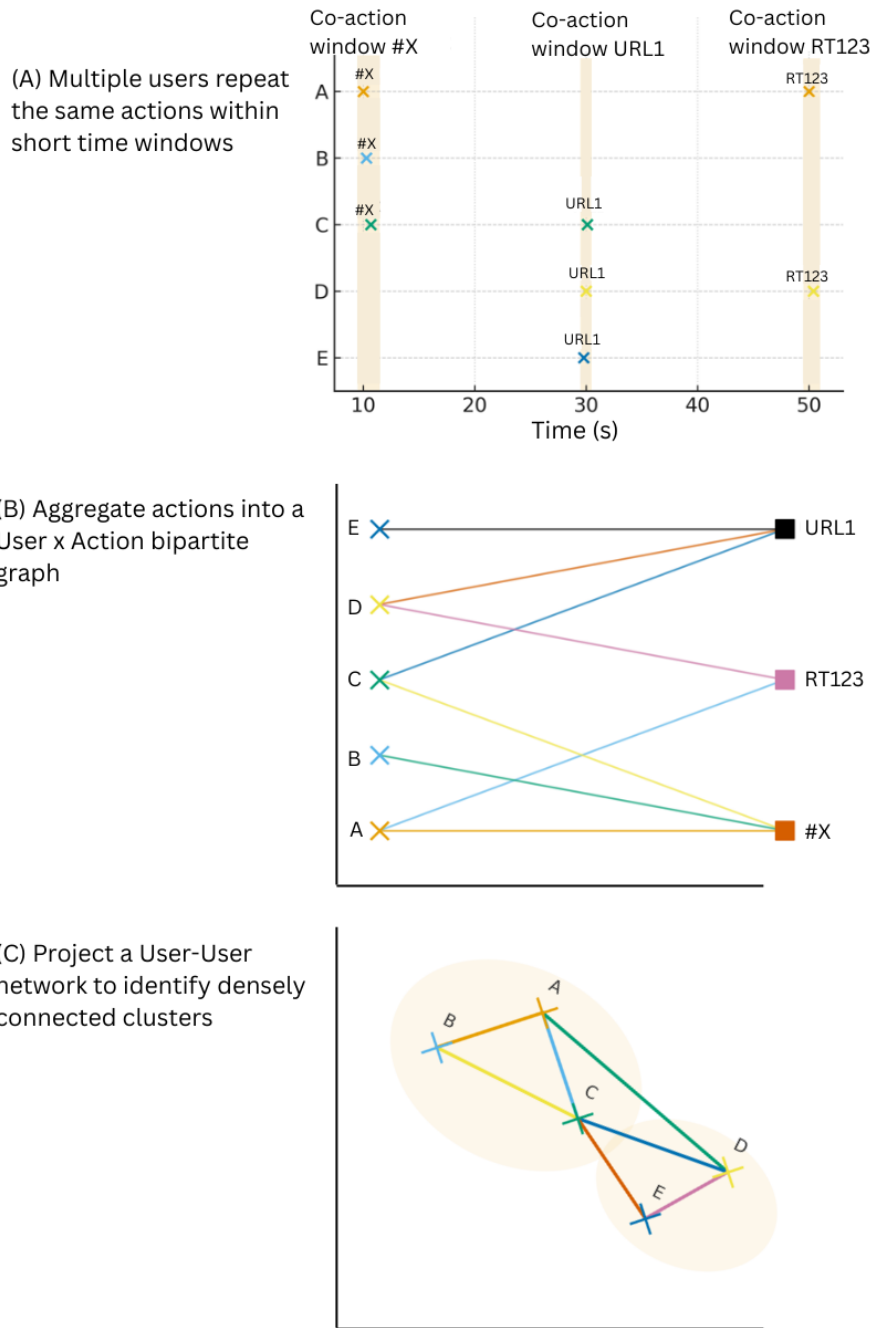 Co-action
window #X
Co-action
window URL1
Co-action
window RT123
(A) Multiple users repeat
the same actions within
short time windows
A
B
C
D
E
#X
#X
#X
URL1
URL1
URL1
RT123
RT123
10
20
30
40
50
Time (s)
(B) Aggregate actions into a
User x Action bipartite
graph
E
D
C
B
A
URL1
RT123
#X
(C) Project a User-User
network to identify densely
connected clusters
A
B
C
D
E